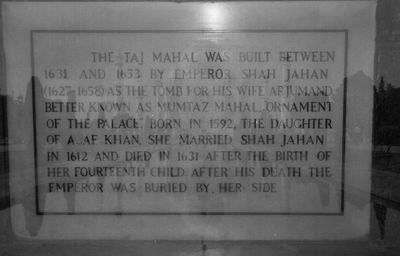 THE TAJ MAHAL WAS BUILT BETWEEN
1631 AND 1653 BY EMPEROR SHAH JAHAN
(1627-1658) AS THE TOMB FOR HIS WIFE ARJUMAND,
BETTER KNOWN AS MUMTAZ MAHAL, ORNAMENT
OF THE PALACE. BORN IN 1592, THE DAUGHTER
OF A AF KHAN, SHE MARRIED SHAH JAHAN
IN 1612 AND DIED IN 1631 AFTER THE BIRTH OF
HER FOURTEENTH CHILD. AFTER HIS DEATH THE
EMPEROR WAS BURIED BY HER SIDE